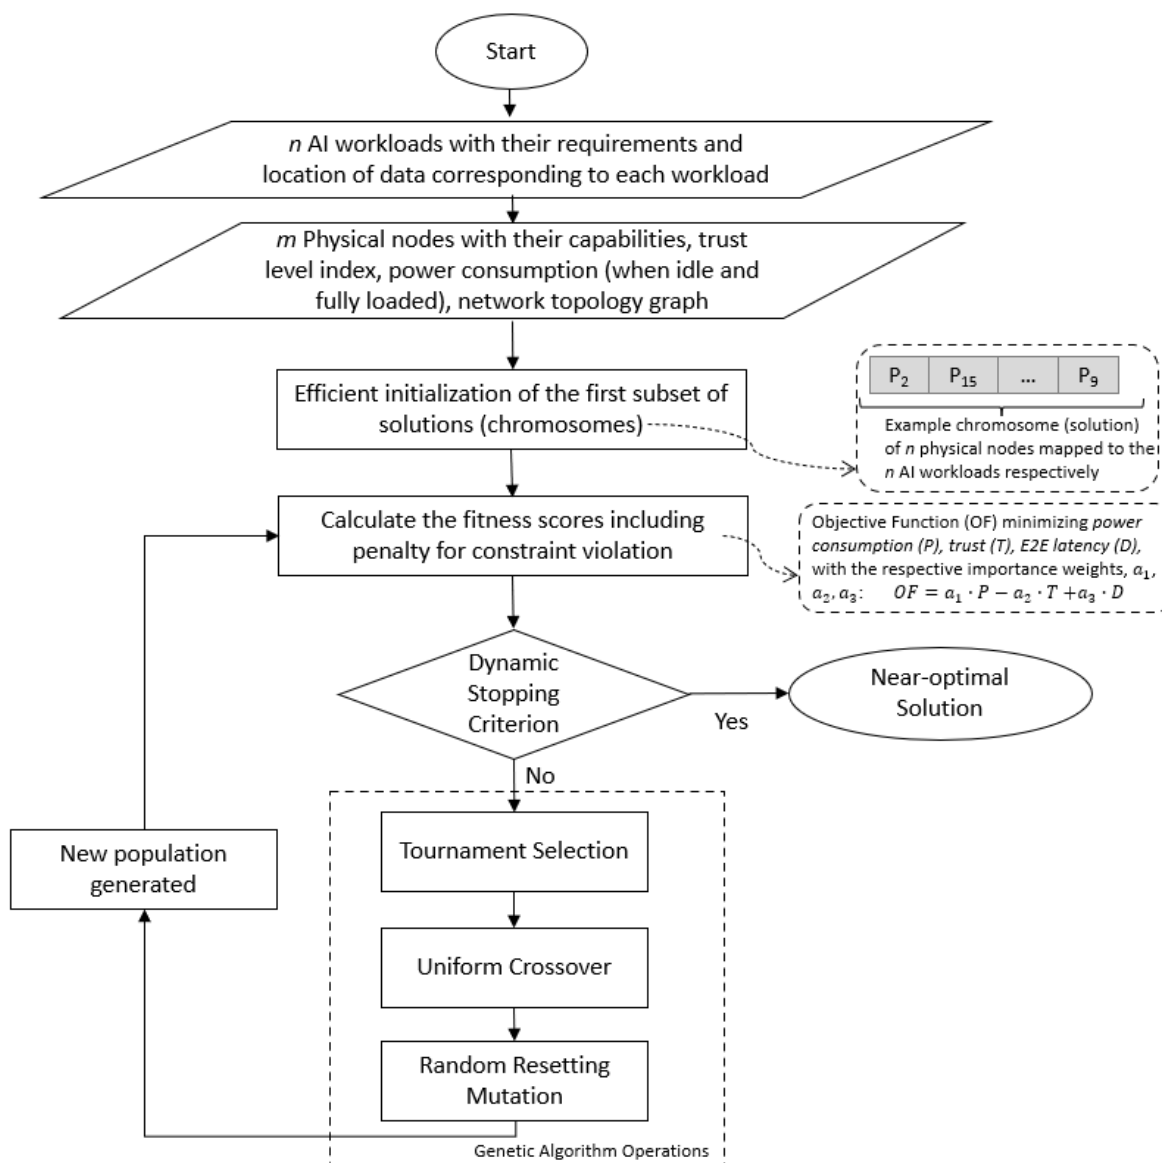 Start
n AI workloads with their requirements and
location of data corresponding to each workload
m Physical nodes with their capabilities, trust
level index, power consumption (when idle and
fully loaded), network topology graph
Efficient initialization of the first subset of
solutions (chromosomes)
P₂ P₁₅ ... P₉
Example chromosome (solution)
of n physical nodes mapped to the
n AI workloads respectively
Calculate the fitness scores including
penalty for constraint violation
Objective Function (OF) minimizing power
consumption (P), trust (T), E2E latency (D),
with the respective importance weights, a₁,
a₂, a₃: OF = a₁ · P − a₂ · T + a₃ · D
Dynamic
Stopping
Criterion
Yes
Near-optimal
Solution
No
Tournament Selection
Uniform Crossover
Random Resetting
Mutation
Genetic Algorithm Operations
New population
generated